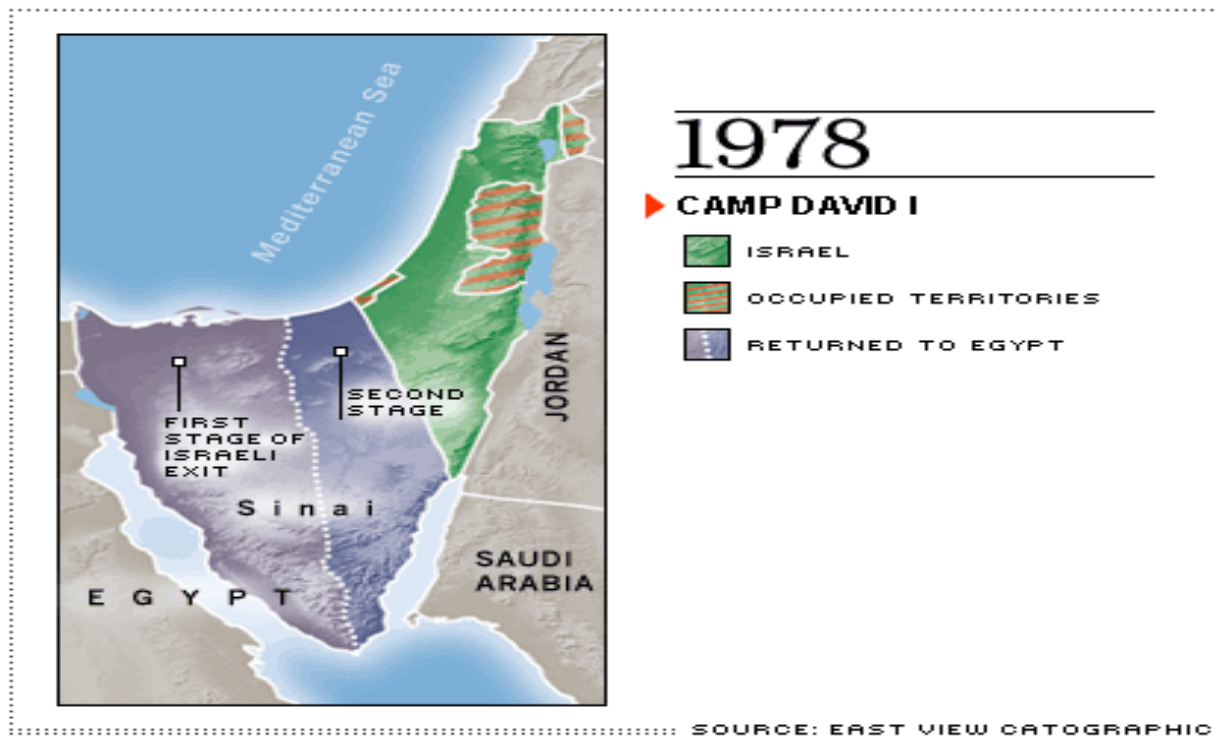 Mediterranean Sea
JORDAN
SECOND
STAGE
FIRST
STAGE OF
ISRAELI
EXIT
Sinai
SAUDI
ARABIA
EGYPT
1978
CAMP DAVID I
ISRAEL
OCCUPIED TERRITORIES
RETURNED TO EGYPT
SOURCE: EAST VIEW CATOGRAPHIC